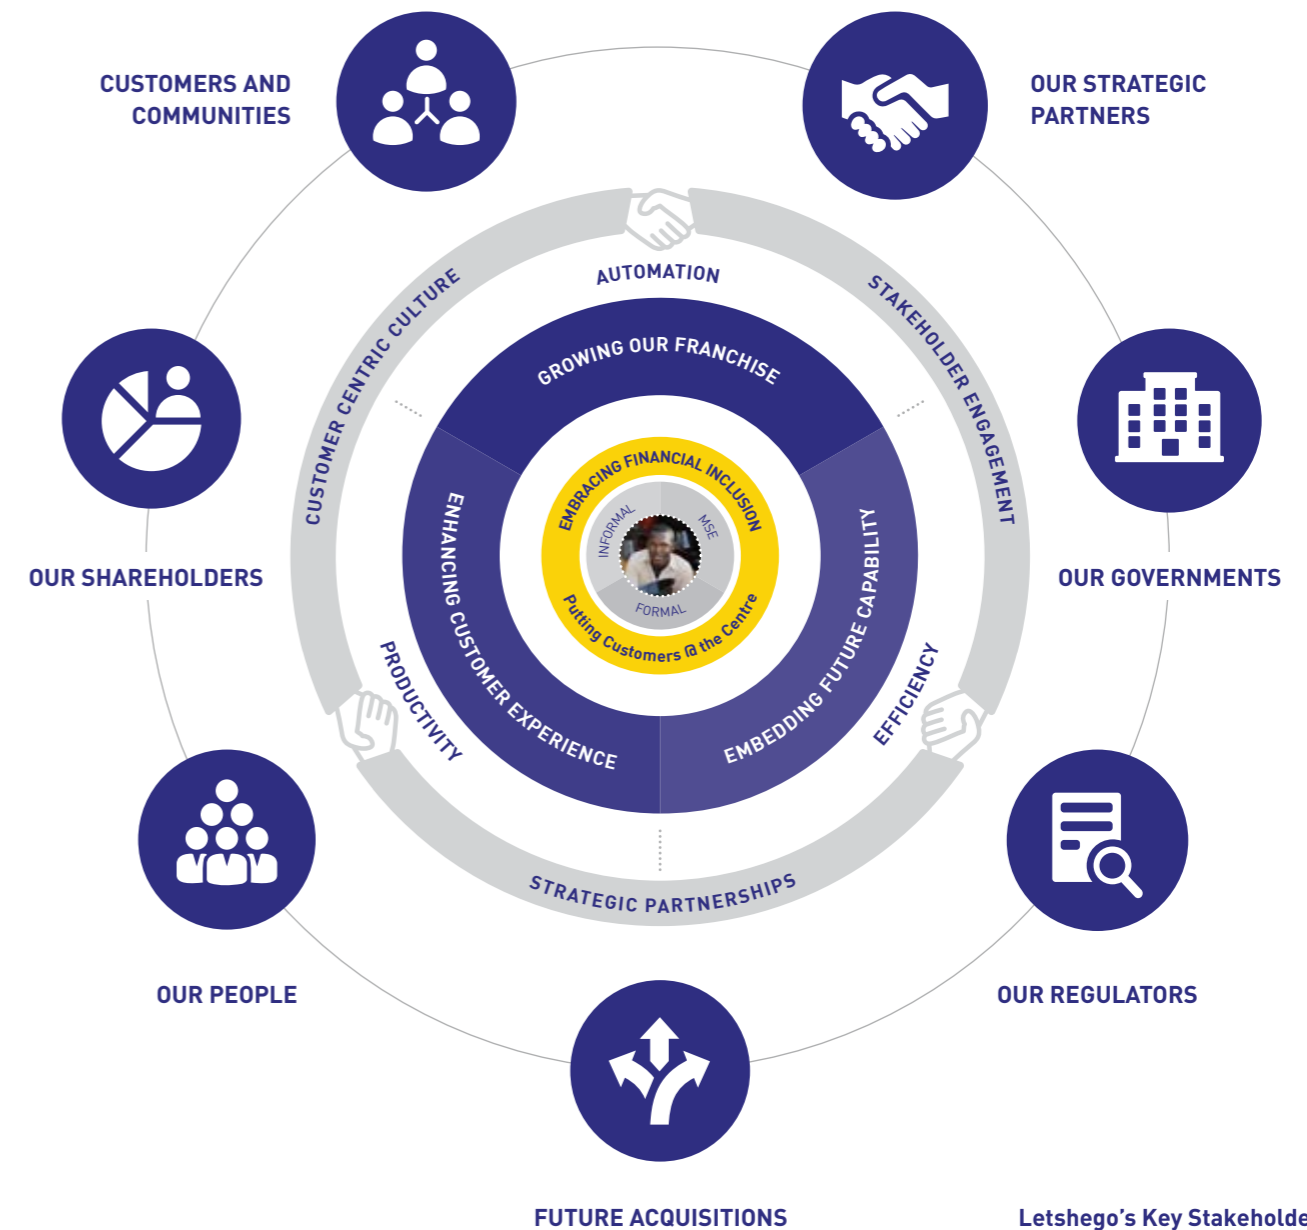 CUSTOMERS AND
COMMUNITIES
OUR STRATEGIC
PARTNERS
AUTOMATION
CUSTOMER CENTRIC CULTURE
STAKEHOLDER ENGAGEMENT
GROWING OUR FRANCHISE
EMBRACING FINANCIAL INCLUSION
INFORMAL
MSE
FORMAL
Putting Customers @ the Centre
ENHANCING CUSTOMER EXPERIENCE
EMBEDDING FUTURE CAPABILITY
OUR SHAREHOLDERS
OUR GOVERNMENTS
PRODUCTIVITY
EFFICIENCY
STRATEGIC PARTNERSHIPS
OUR PEOPLE
OUR REGULATORS
FUTURE ACQUISITIONS
Letshego's Key Stakeholde